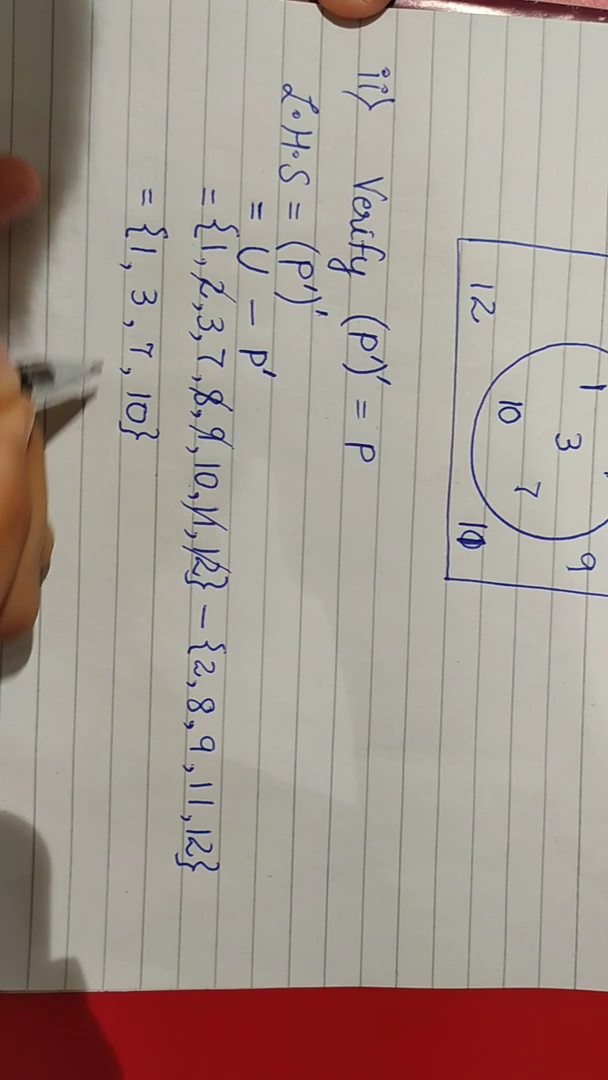 1
3
10
7
12
9
10
ii) Verify (P')' = P
L.H.S = (P')'
= U - P'
= {1, 2, 3, 7, 8, 9, 10, 11, 12} - {2, 8, 9, 11, 12}
= {1, 3, 7, 10}